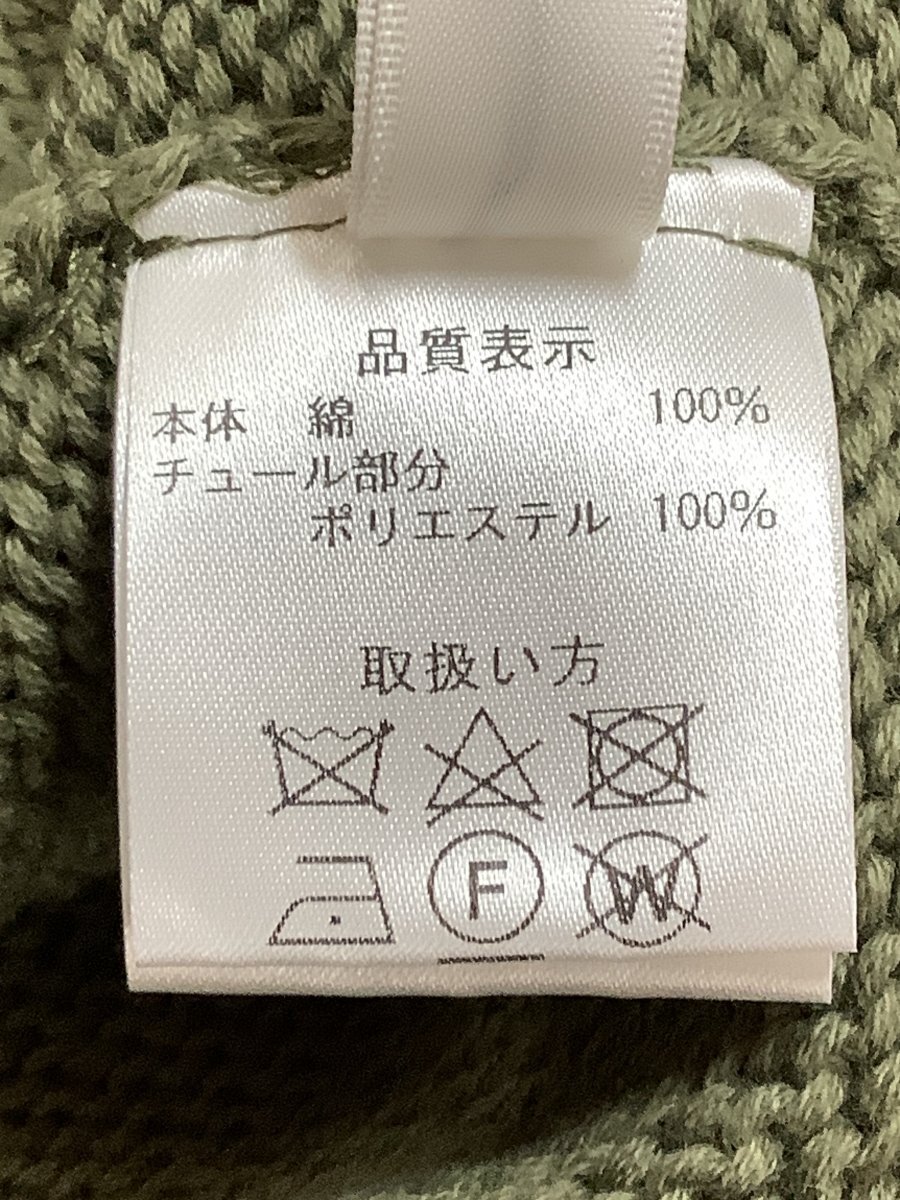 品質表示
本体 綿 100%
チュール部分
ポリエステル 100%
取扱い方
F W